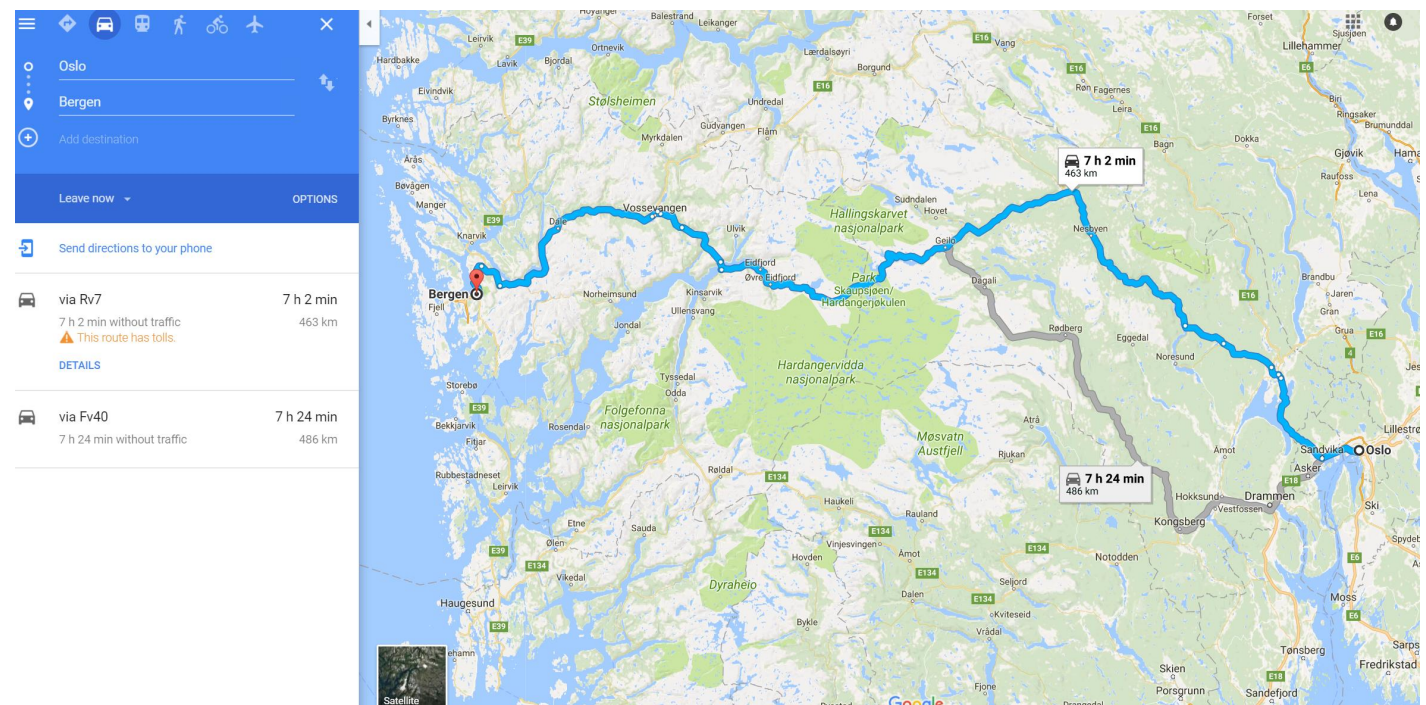 Oslo
Bergen
Add destination
Leave now
OPTIONS
Send directions to your phone
via Rv7
7 h 2 min
7 h 2 min without traffic
463 km
This route has tolls.
DETAILS
via Fv40
7 h 24 min
7 h 24 min without traffic
486 km
Høyanger
Balestrand
Leikanger
Forset
Sjusjøen
Leirvik
E39
E16
Vang
Lillehammer
Hardbakke
Lavik
Bjordal
Ortnevik
Lærdalsøyri
Borgund
E16
E6
Eivindvik
Stølsheimen
Undredal
E16
Røn
Fagernes
Leira
Biri
Ringsaker
Brumunddal
Byrknes
Myrkdalen
Gudvangen
Flåm
E16
Bagn
Dokka
Gjøvik
Årås
7 h 2 min
463 km
Raufoss
Lena
Bøvågen
Manger
E39
Vossevangen
Dale
Sudndalen
Hovet
Hallingskarvet
nasjonalpark
Nesbyen
Knarvik
Ulvik
Geilo
Eidfjord
Øvre Eidfjord
Park
Skaupsjøen/
Hardangerjøkulen
Dagali
Brandbu
Jaren
Gran
Bergen
Fjell
Norheimsund
Kinsarvik
Ullensvang
E16
Jondal
Rødberg
Eggedal
Grua
E16
4
Noresund
Hardangervidda
nasjonalpark
Storebø
Tyssedal
Odda
E39
Bekkjarvik
Folgefonna
nasjonalpark
Rosendal
Fitjar
Atrå
Møsvatn
Austfjell
Rjukan
Åmot
Sandvika
Oslo
Lillestrø
Asker
E18
Rubbestadneset
Leirvik
Røldal
E134
7 h 24 min
486 km
Hokksund
Drammen
Vestfossen
Ski
Haukeli
Rauland
Kongsberg
Etne
Sauda
E134
Ølen
E39
E134
Vinjesvingen
Hovden
Åmot
E134
Notodden
E6
Vikedal
Dyraheio
E134
Seljord
Dalen
E134
Moss
E6
Haugesund
E39
Bykle
Kviteseid
Vrådal
Tønsberg
Sarps
Fredrikstad
Skien
Porsgrunn
E18
Sandefjord
Fjone
Satellite
Google